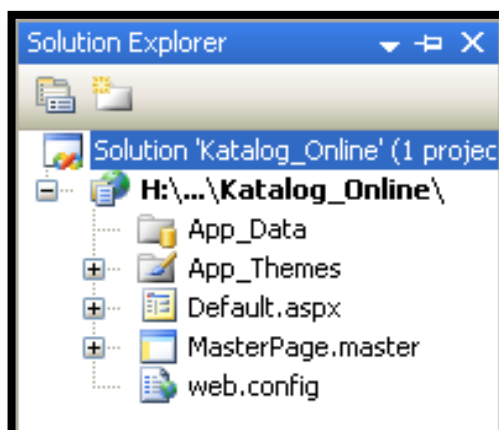 Solution Explorer
Solution 'Katalog_Online' (1 projec
H:\...\Katalog_Online\
App_Data
App_Themes
Default.aspx
MasterPage.master
web.config